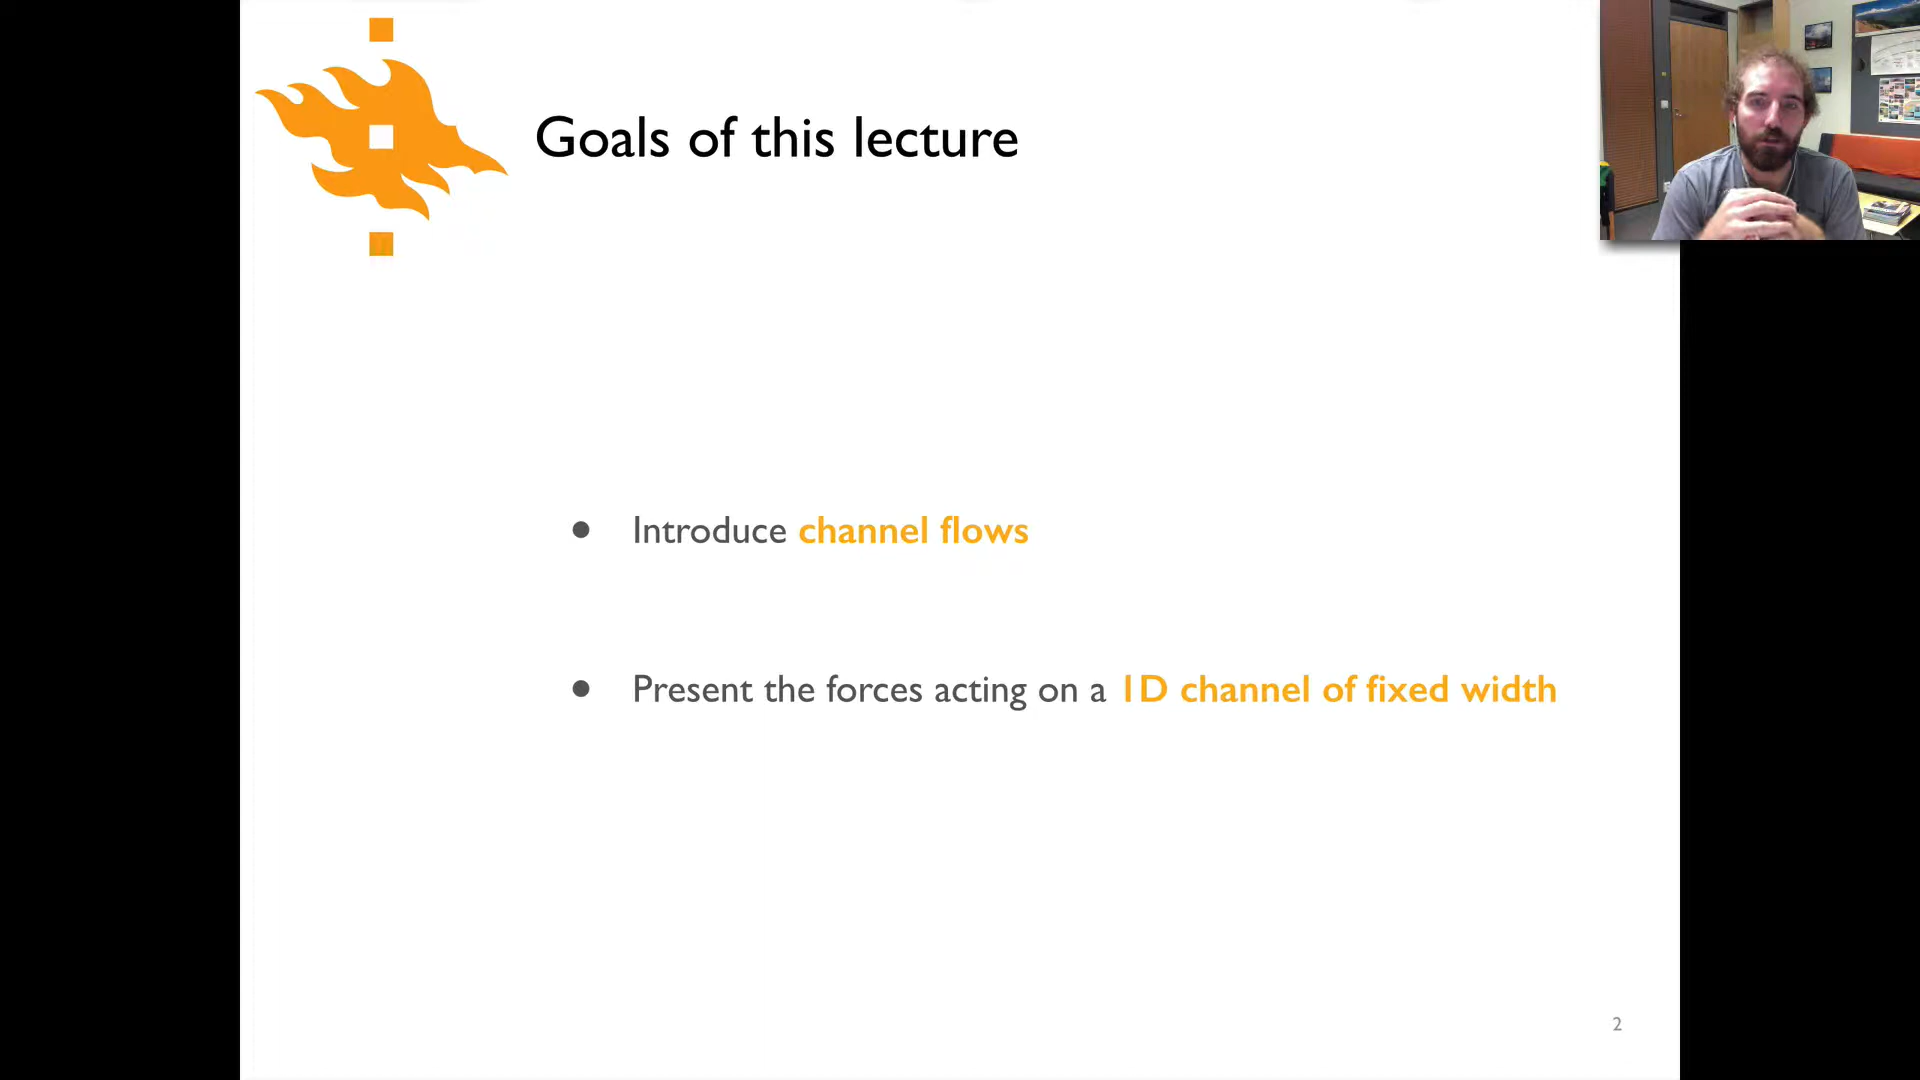 Goals of this lecture
● Introduce channel flows
● Present the forces acting on a 1D channel of fixed width
2